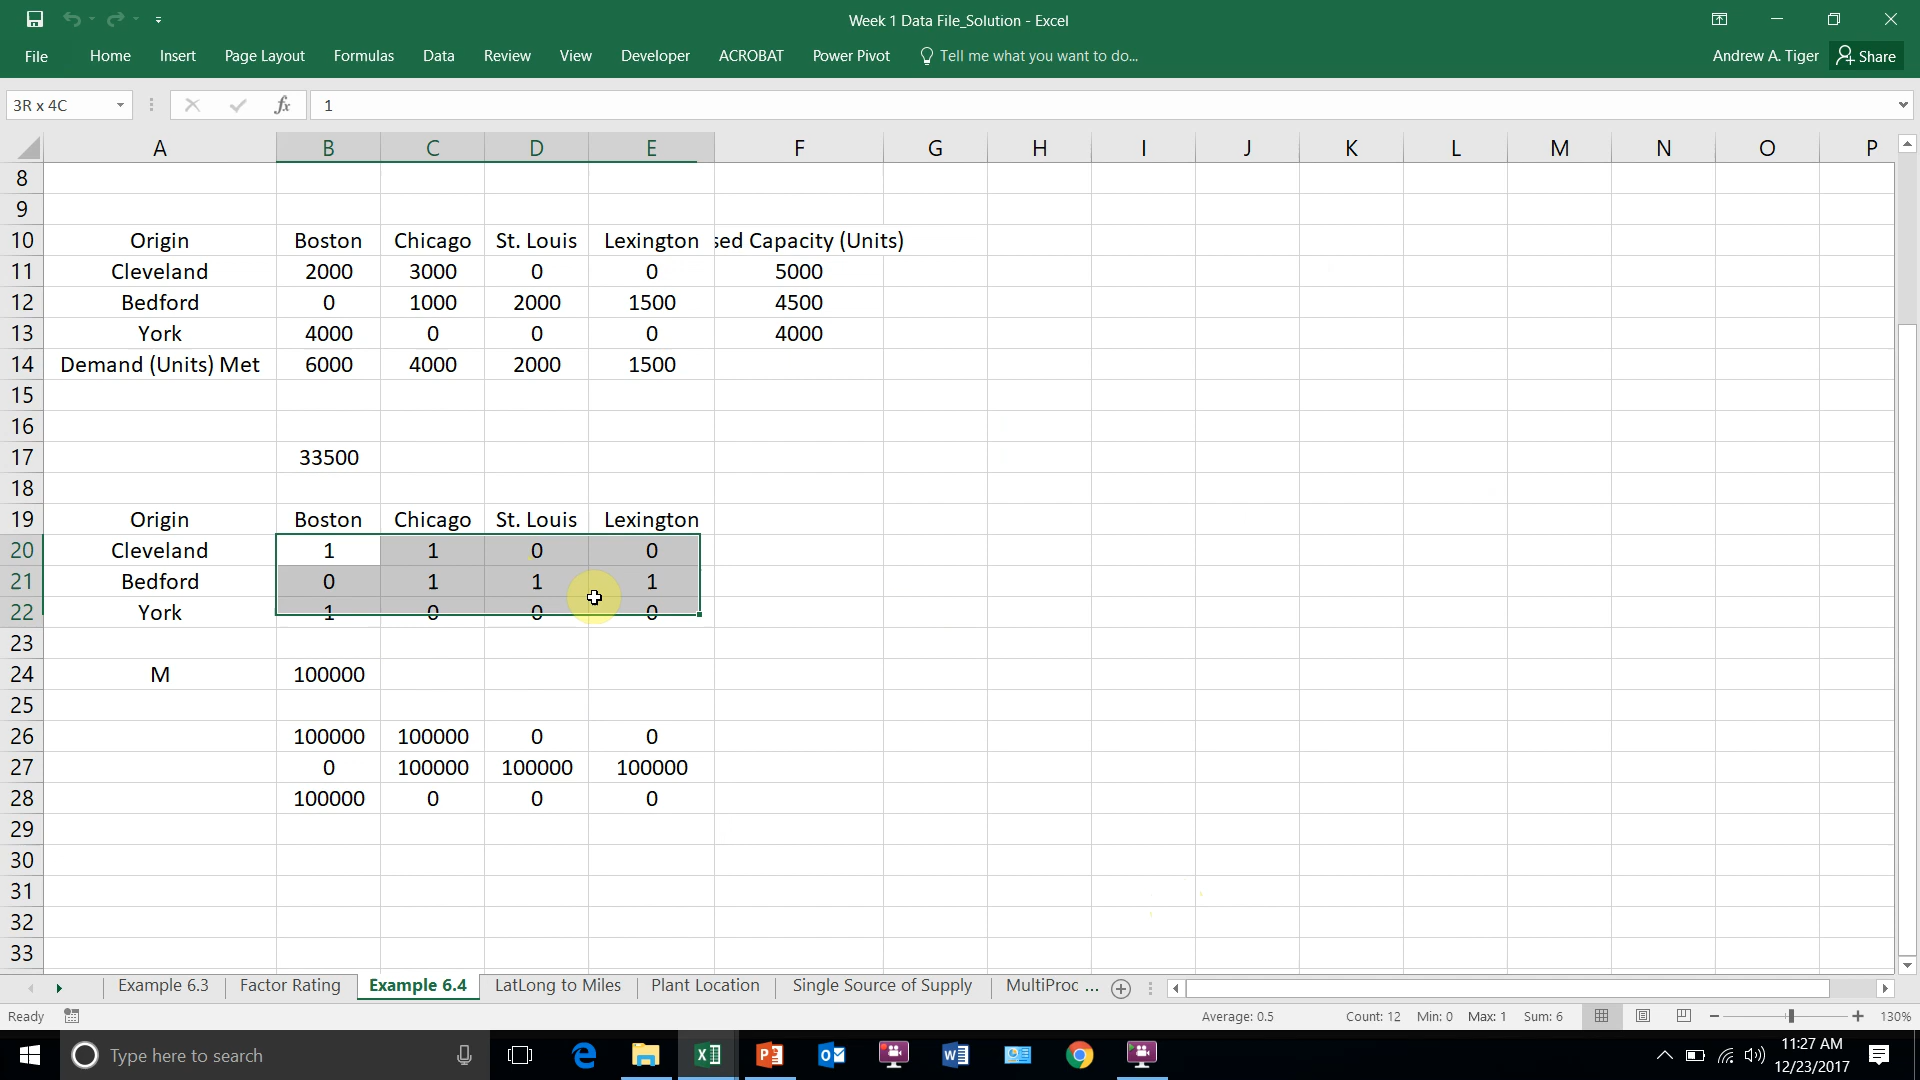 Week 1 Data File_Solution - Excel
File Home Insert Page Layout Formulas Data Review View Developer ACROBAT Power Pivot Tell me what you want to do... Andrew A. Tiger Share
3R x 4C fx 1
A B C D E F G H I J K L M N O P
8
9
10 Origin Boston Chicago St. Louis Lexington sed Capacity (Units)
11 Cleveland 2000 3000 0 0 5000
12 Bedford 0 1000 2000 1500 4500
13 York 4000 0 0 0 4000
14 Demand (Units) Met 6000 4000 2000 1500
15
16
17 33500
18
19 Origin Boston Chicago St. Louis Lexington
20 Cleveland 1 1 0 0
21 Bedford 0 1 1 1
22 York 1 0 0 0
23
24 M 100000
25
26 100000 100000 0 0
27 0 100000 100000 100000
28 100000 0 0 0
29
30
31
32
33
Example 6.3 Factor Rating Example 6.4 LatLong to Miles Plant Location Single Source of Supply MultiProc ...
Ready Average: 0.5 Count: 12 Min: 0 Max: 1 Sum: 6 130%
Type here to search 11:27 AM
12/23/2017